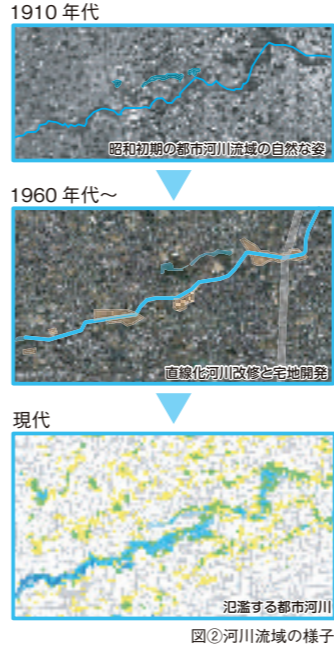 1910 年代
昭和初期の都市河川流域の自然な姿
1960 年代～
直線化河川改修と宅地開発
現代
氾濫する都市河川
図②河川流域の様子